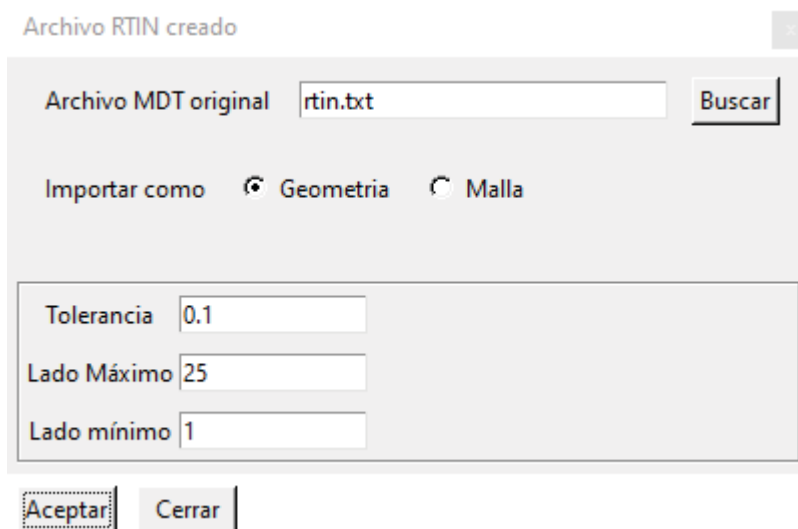 Archivo RTIN creado
x
Archivo MDT original rtin.txt Buscar
Importar como Geometria Malla
Tolerancia 0.1
Lado Máximo 25
Lado mínimo 1
Aceptar Cerrar